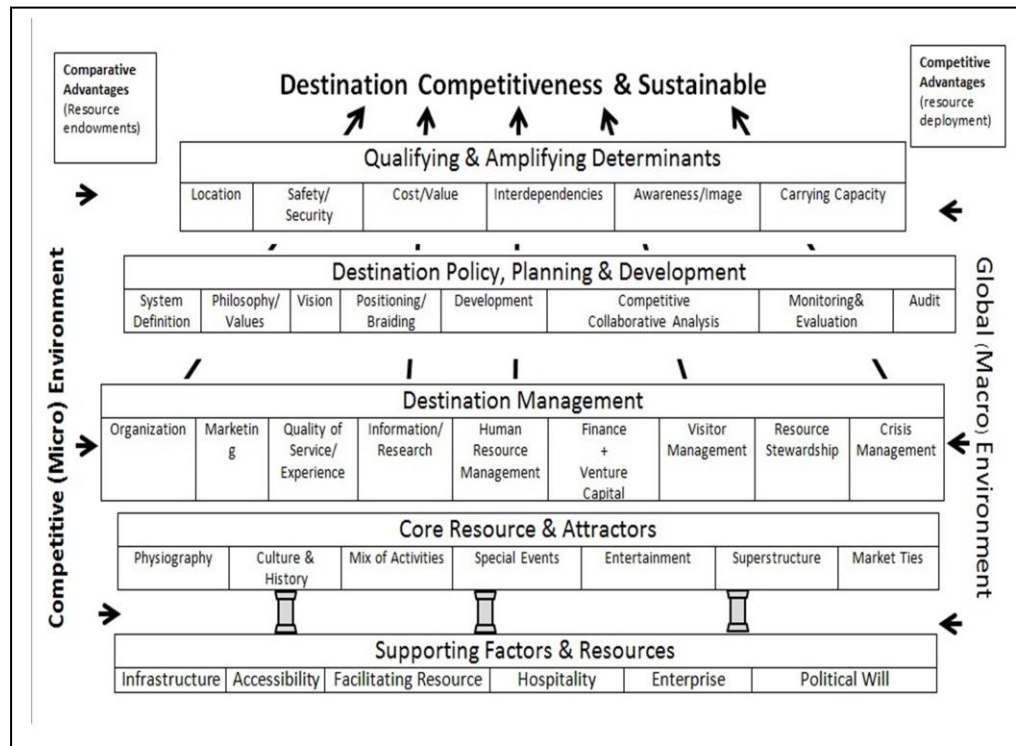 Comparative
Advantages
(Resource
endowments)
Destination Competitiveness & Sustainable
Competitive
Advantages
(resource
deployment)
Qualifying & Amplifying Determinants
Location
Safety/
Security
Cost/Value
Interdependencies
Awareness/Image
Carrying Capacity
Destination Policy, Planning & Development
System
Definition
Philosophy/
Values
Vision
Positioning/
Braiding
Development
Competitive
Collaborative Analysis
Monitoring&
Evaluation
Audit
Destination Management
Organization
Marketin
g
Quality of
Service/
Experience
Information/
Research
Human
Resource
Management
Finance
+
Venture
Capital
Visitor
Management
Resource
Stewardship
Crisis
Management
Core Resource & Attractors
Physiography
Culture &
History
Mix of Activities
Special Events
Entertainment
Superstructure
Market Ties
Supporting Factors & Resources
Infrastructure
Accessibility
Facilitating Resource
Hospitality
Enterprise
Political Will
Competitive (Micro) Environment
Global (Macro) Environment